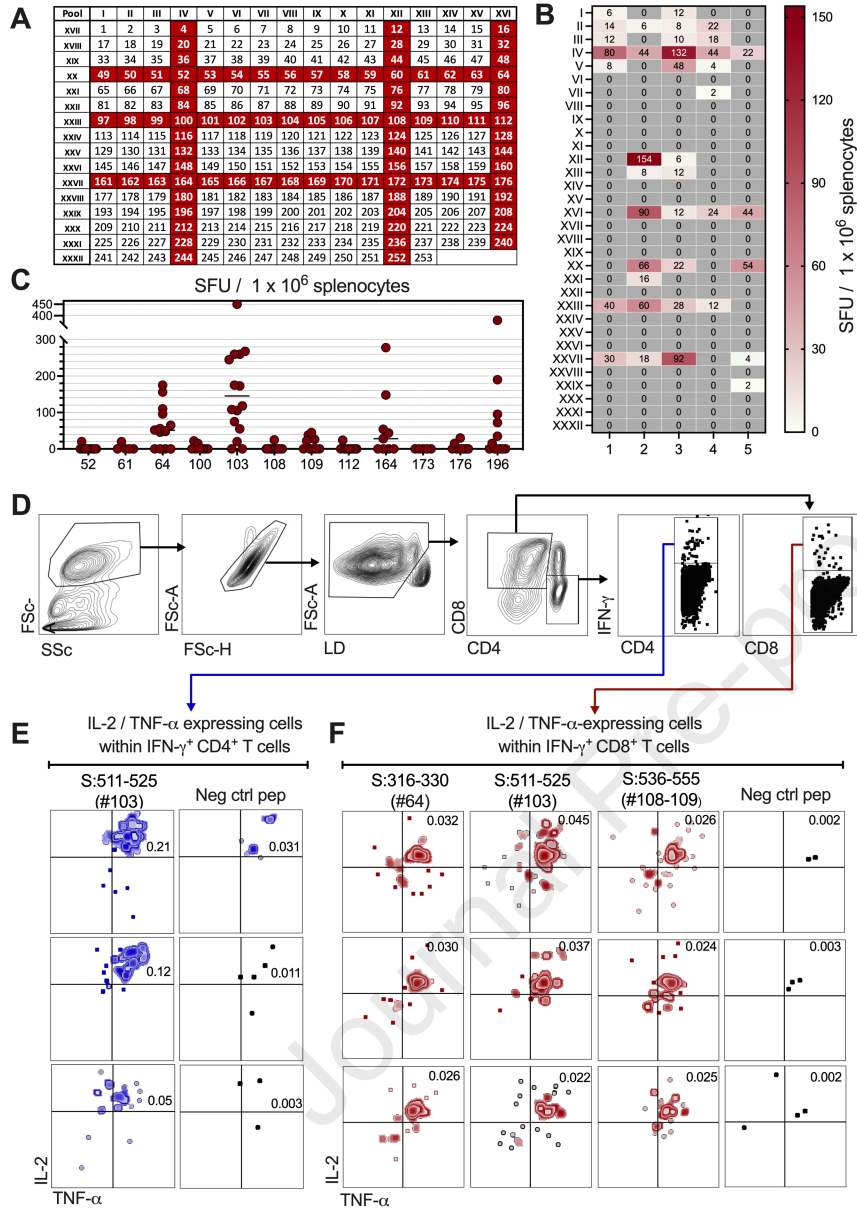 A
Pool I II III IV V VI VII VIII IX X XI XII XIII XIV XV XVI
XVII 1 2 3 4 5 6 7 8 9 10 11 12 13 14 15 16
XVIII 17 18 19 20 21 22 23 24 25 26 27 28 29 30 31 32
XIX 33 34 35 36 37 38 39 40 41 42 43 44 45 46 47 48
XX 49 50 51 52 53 54 55 56 57 58 59 60 61 62 63 64
XXI 65 66 67 68 69 70 71 72 73 74 75 76 77 78 79 80
XXII 81 82 83 84 85 86 87 88 89 90 91 92 93 94 95 96
XXIII 97 98 99 100 101 102 103 104 105 106 107 108 109 110 111 112
XXIV 113 114 115 116 117 118 119 120 121 122 123 124 125 126 127 128
XXV 129 130 131 132 133 134 135 136 137 138 139 140 141 142 143 144
XXVI 145 146 147 148 149 150 151 152 153 154 155 156 157 158 159 160
XXVII 161 162 163 164 165 166 167 168 169 170 171 172 173 174 175 176
XXVIII 177 178 179 180 181 182 183 184 185 186 187 188 189 190 191 192
XXIX 193 194 195 196 197 198 199 200 201 202 203 204 205 206 207 208
XXX 209 210 211 212 213 214 215 216 217 218 219 220 221 222 223 224
XXXI 225 226 227 228 229 230 231 232 233 234 235 236 237 238 239 240
XXXII 241 242 243 244 245 246 247 248 249 250 251 252 253
B
I 6 0 12 0 0
II 14 6 8 22 0
III 12 0 10 18 0
IV 80 44 132 44 22
V 8 0 48 4 0
VI 0 0 0 0 0
VII 0 0 0 2 0
VIII 0 0 0 0 0
IX 0 0 0 0 0
X 0 0 0 0 0
XI 0 0 0 0 0
XII 0 154 6 0 0
XIII 0 8 12 0 0
XIV 0 0 0 0 0
XV 0 0 0 0 0
XVI 0 90 12 24 44
XVII 0 0 0 0 0
XVIII 0 0 0 0 0
XIX 0 0 0 0 0
XX 0 66 22 0 54
XXI 0 16 0 0 0
XXII 0 0 0 0 0
XXIII 40 60 28 12 0
XXIV 0 0 0 0 0
XXV 0 0 0 0 0
XXVI 0 0 0 0 0
XXVII 30 18 92 0 4
XXVIII 0 0 0 0 0
XXIX 0 0 0 0 2
XXX 0 0 0 0 0
XXXI 0 0 0 0 0
XXXII 0 0 0 0 0
1 2 3 4 5
150
120
90
60
30
0
SFU / 1 x 10⁶ splenocytes
C
SFU / 1 x 10⁶ splenocytes
450
400
300
200
100
0
52 61 64 100 103 108 109 112 164 173 176 196
D
FSc-
SSc
FSc-A
FSc-H
FSc-A
LD
CD8
CD4
IFN-γ
CD4
CD8
E
IL-2 / TNF-α expressing cells
within IFN-γ⁺ CD4⁺ T cells
S:511-525
(#103)
Neg ctrl pep
0.21
0.031
0.12
0.011
0.05
0.003
IL-2
TNF-α
F
IL-2 / TNF-α-expressing cells
within IFN-γ⁺ CD8⁺ T cells
S:316-330
(#64)
S:511-525
(#103)
S:536-555
(#108-109)
Neg ctrl pep
0.032 0.045 0.026 0.002
0.030 0.037 0.024 0.003
0.026 0.022 0.025 0.002
TNF-α
Journal Pre-pro